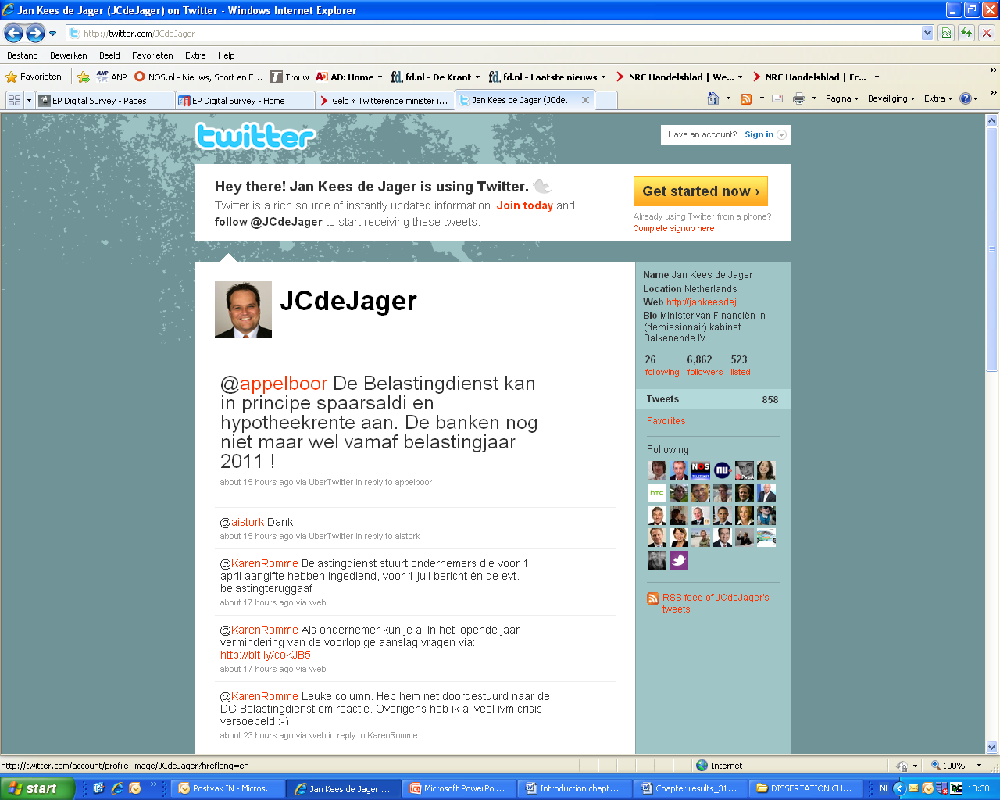 Jan Kees de Jager (JCdeJager) on Twitter - Windows Internet Explorer
http://twitter.com/JCdeJager
Bestand Bewerken Beeld Favorieten Extra Help
Favorieten ANP NOS.nl - Nieuws, Sport en E... Trouw AD: Home fd.nl - De Krant fd.nl - Laatste nieuws NRC Handelsblad | We... NRC Handelsblad | Ec...
EP Digital Survey - Pages EP Digital Survey - Home Geld » Twitterende minister i... Jan Kees de Jager (JCde... Pagina Beveiliging Extra
twitter
Have an account? Sign in
Hey there! Jan Kees de Jager is using Twitter.
Twitter is a rich source of instantly updated information. Join today and
follow @JCdeJager to start receiving these tweets.
Get started now ›
Already using Twitter from a phone?
Complete signup here.
JCdeJager
@appelboor De Belastingdienst kan
in principe spaarsaldi en
hypotheekrente aan. De banken nog
niet maar wel vamaf belastingjaar
2011 !
about 15 hours ago via UberTwitter in reply to appelboor
@aistork Dank!
about 15 hours ago via UberTwitter in reply to aistork
@KarenRomme Belastingdienst stuurt ondernemers die voor 1
april aangifte hebben ingediend, voor 1 juli bericht èn de evt.
belastingteruggaaf
about 17 hours ago via web
@KarenRomme Als ondernemer kun je al in het lopende jaar
vermindering van de voorlopige aanslag vragen via:
http://bit.ly/coKJB5
about 17 hours ago via web
@KarenRomme Leuke column. Heb hem net doorgestuurd naar de
DG Belastingdienst om reactie. Overigens heb ik al veel ivm crisis
versoepeld :-)
about 23 hours ago via web in reply to KarenRomme
Name Jan Kees de Jager
Location Netherlands
Web http://jankeesdej...
Bio Minister van Financiën in
(demissionair) kabinet
Balkenende IV
26 6,862 523
following followers listed
Tweets 858
Favorites
Following
RSS feed of JCdeJager's
tweets
http://twitter.com/account/profile_image/JCdeJager?hreflang=en Internet 100%
start Postvak IN - Micros... Jan Kees de Jager ... Microsoft PowerPoi... Introduction chapt... Chapter results_31... DISSERTATION CH... NL 13:30